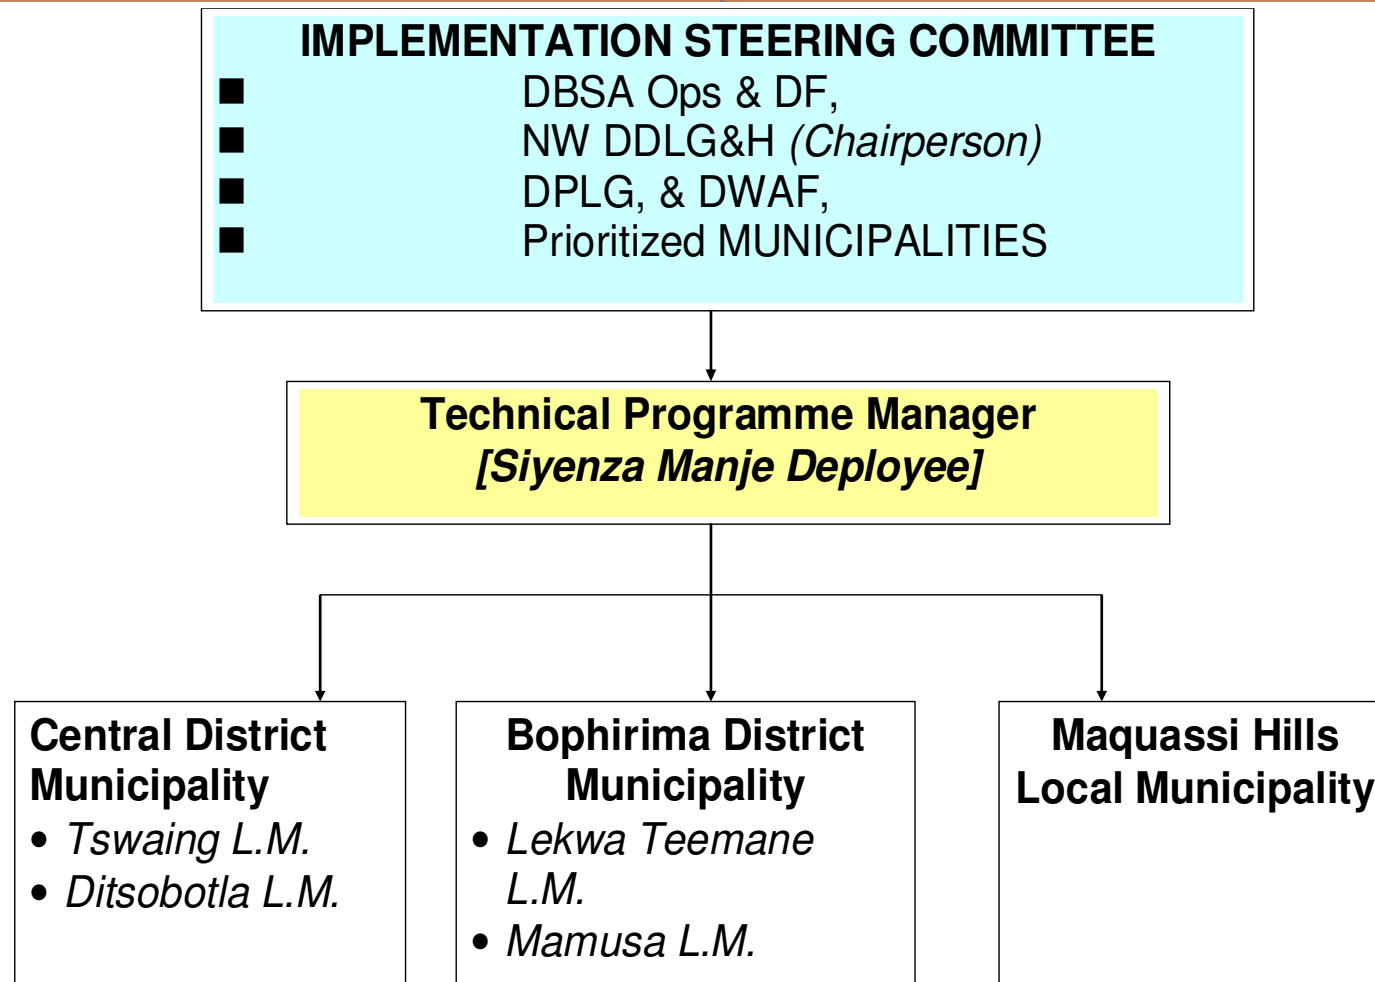 IMPLEMENTATION STEERING COMMITTEE
■ DBSA Ops & DF,
■ NW DDLG&H (Chairperson)
■ DPLG, & DWAF,
■ Prioritized MUNICIPALITIES
Technical Programme Manager
[Siyenza Manje Deployee]
Central District
Municipality
• Tswaing L.M.
• Ditsobotla L.M.
Bophirima District
Municipality
• Lekwa Teemane
L.M.
• Mamusa L.M.
Maquassi Hills
Local Municipality